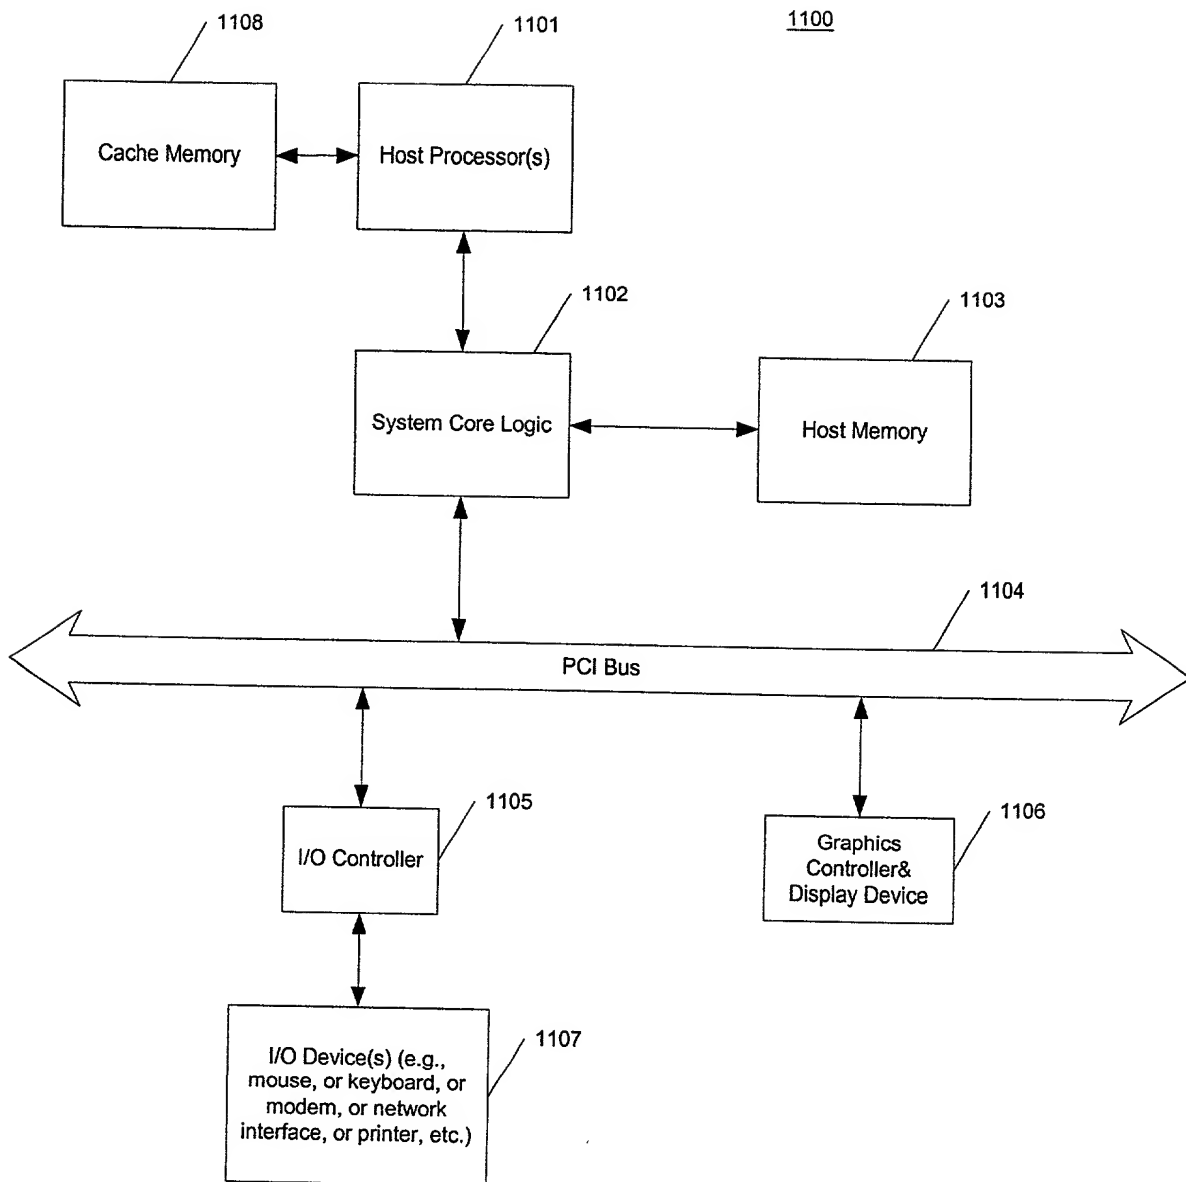 1108
1101
1100
Cache Memory
Host Processor(s)
1102
1103
System Core Logic
Host Memory
1104
PCI Bus
1105
1106
I/O Controller
Graphics
Controller&
Display Device
1107
I/O Device(s) (e.g.,
mouse, or keyboard, or
modem, or network
interface, or printer, etc.)